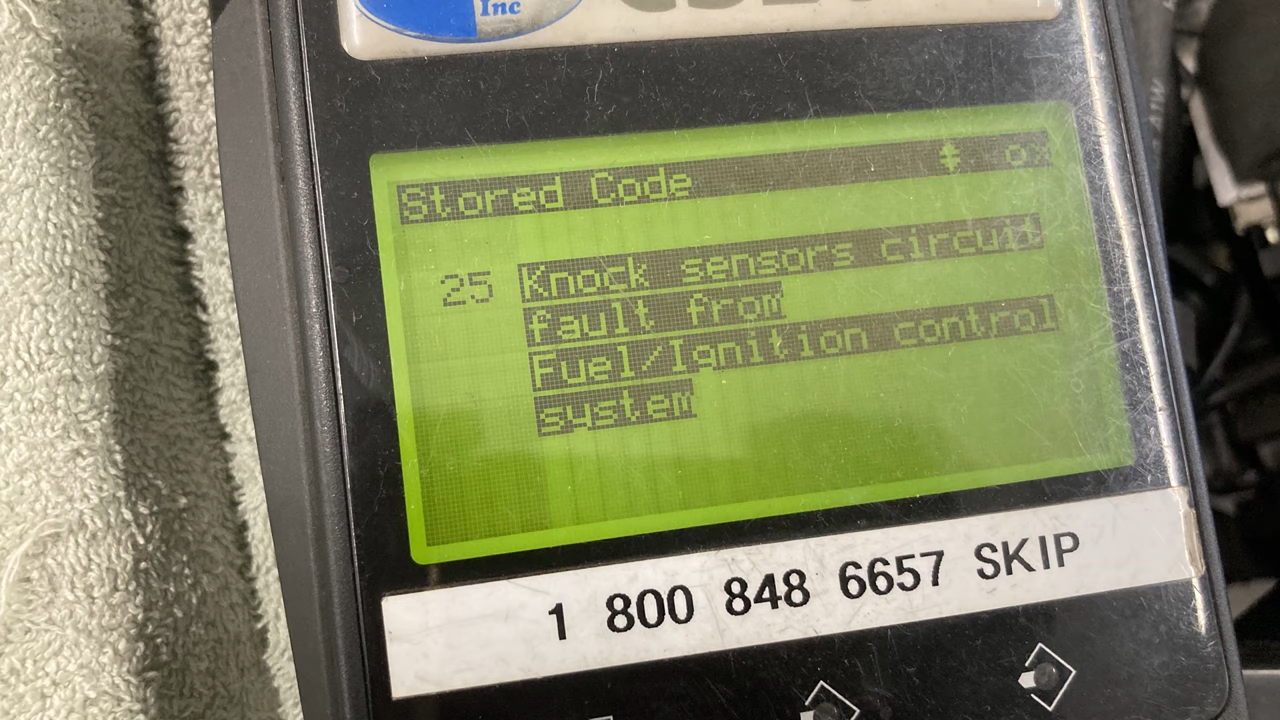 Inc
Stored Code
25 Knock sensors circuit
fault from
Fuel/Ignition control
system
1 800 848 6657 SKIP